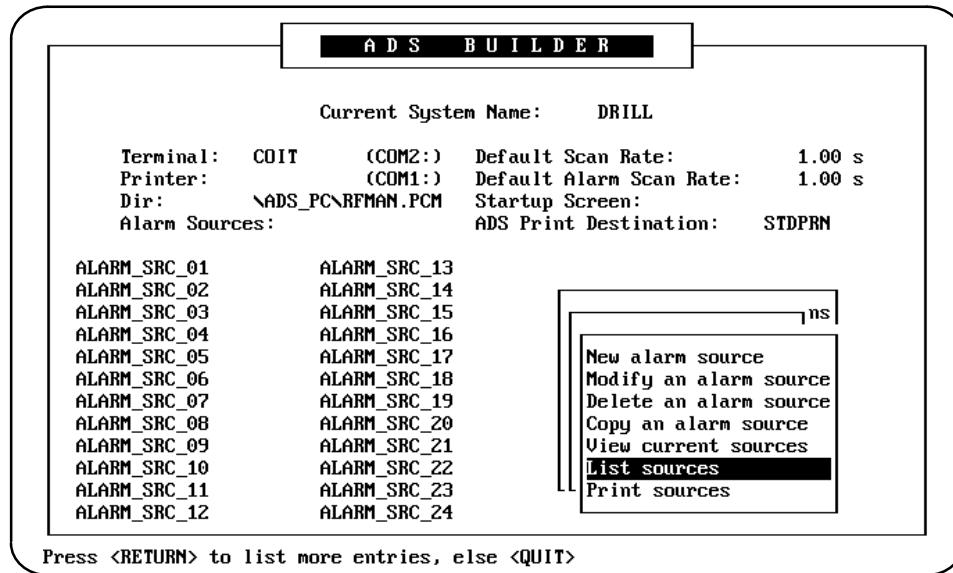 ADS BUILDER
Current System Name: DRILL
Terminal: COIT (COM2:) Default Scan Rate: 1.00 s
Printer: (COM1:) Default Alarm Scan Rate: 1.00 s
Dir: \ADS_PC\RFMAN.PCM Startup Screen:
Alarm Sources: ADS Print Destination: STDPRN
ALARM_SRC_01 ALARM_SRC_13
ALARM_SRC_02 ALARM_SRC_14
ALARM_SRC_03 ALARM_SRC_15
ALARM_SRC_04 ALARM_SRC_16
ALARM_SRC_05 ALARM_SRC_17
ALARM_SRC_06 ALARM_SRC_18
ALARM_SRC_07 ALARM_SRC_19
ALARM_SRC_08 ALARM_SRC_20
ALARM_SRC_09 ALARM_SRC_21
ALARM_SRC_10 ALARM_SRC_22
ALARM_SRC_11 ALARM_SRC_23
ALARM_SRC_12 ALARM_SRC_24
ns
New alarm source
Modify an alarm source
Delete an alarm source
Copy an alarm source
View current sources
List sources
Print sources
Press <RETURN> to list more entries, else <QUIT>